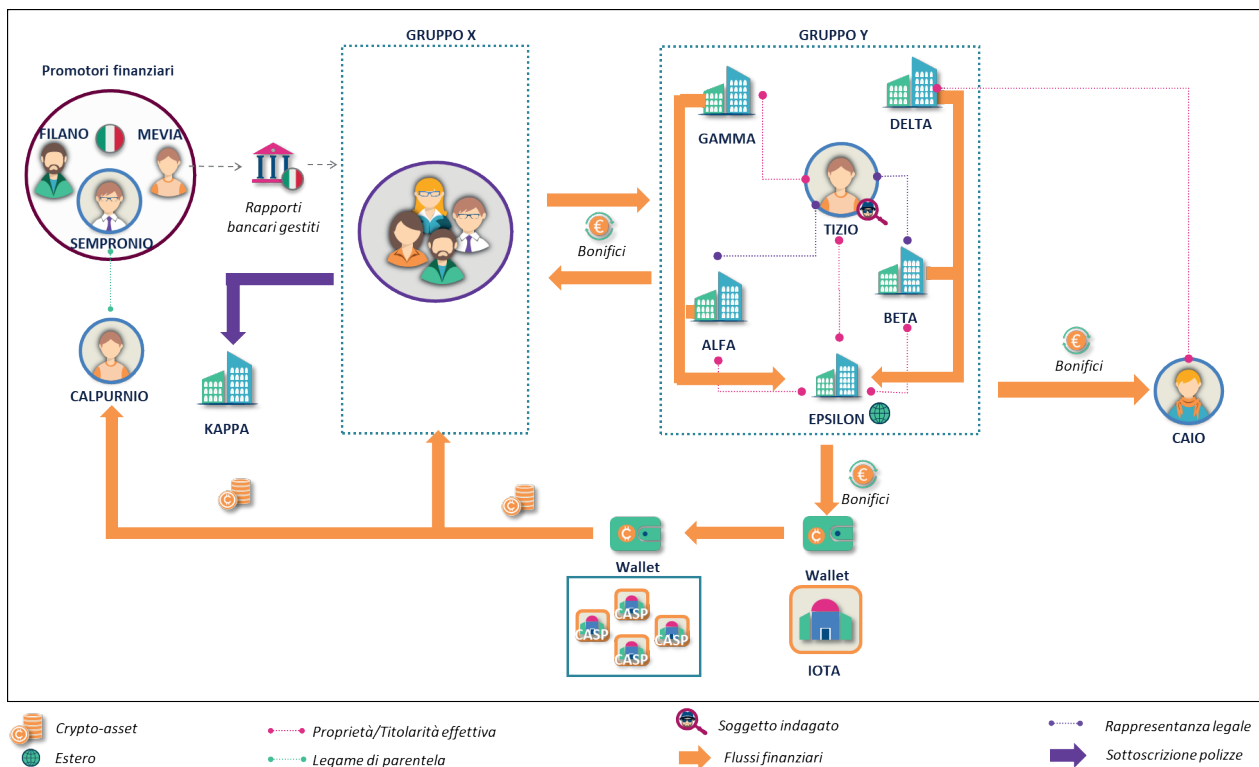 GRUPPO X
GRUPPO Y
Promotori finanziari
FILANO
MEVIA
SEMPRONIO
Rapporti
bancari gestiti
Bonifici
GAMMA
DELTA
TIZIO
ALFA
BETA
EPSILON
Bonifici
CAIO
CALPURNIO
KAPPA
Bonifici
Wallet
Wallet
CASP
CASP
CASP
CASP
IOTA
Crypto-asset
Estero
Proprietà/Titolarità effettiva
Legame di parentela
Soggetto indagato
Flussi finanziari
Rappresentanza legale
Sottoscrizione polizze